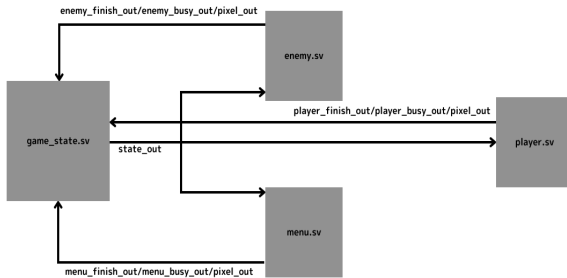 enemy_finish_out/enemy_busy_out/pixel_out
enemy.sv
player_finish_out/player_busy_out/pixel_out
game_state.sv
state_out
player.sv
menu.sv
menu_finish_out/menu_busy_out/pixel_out